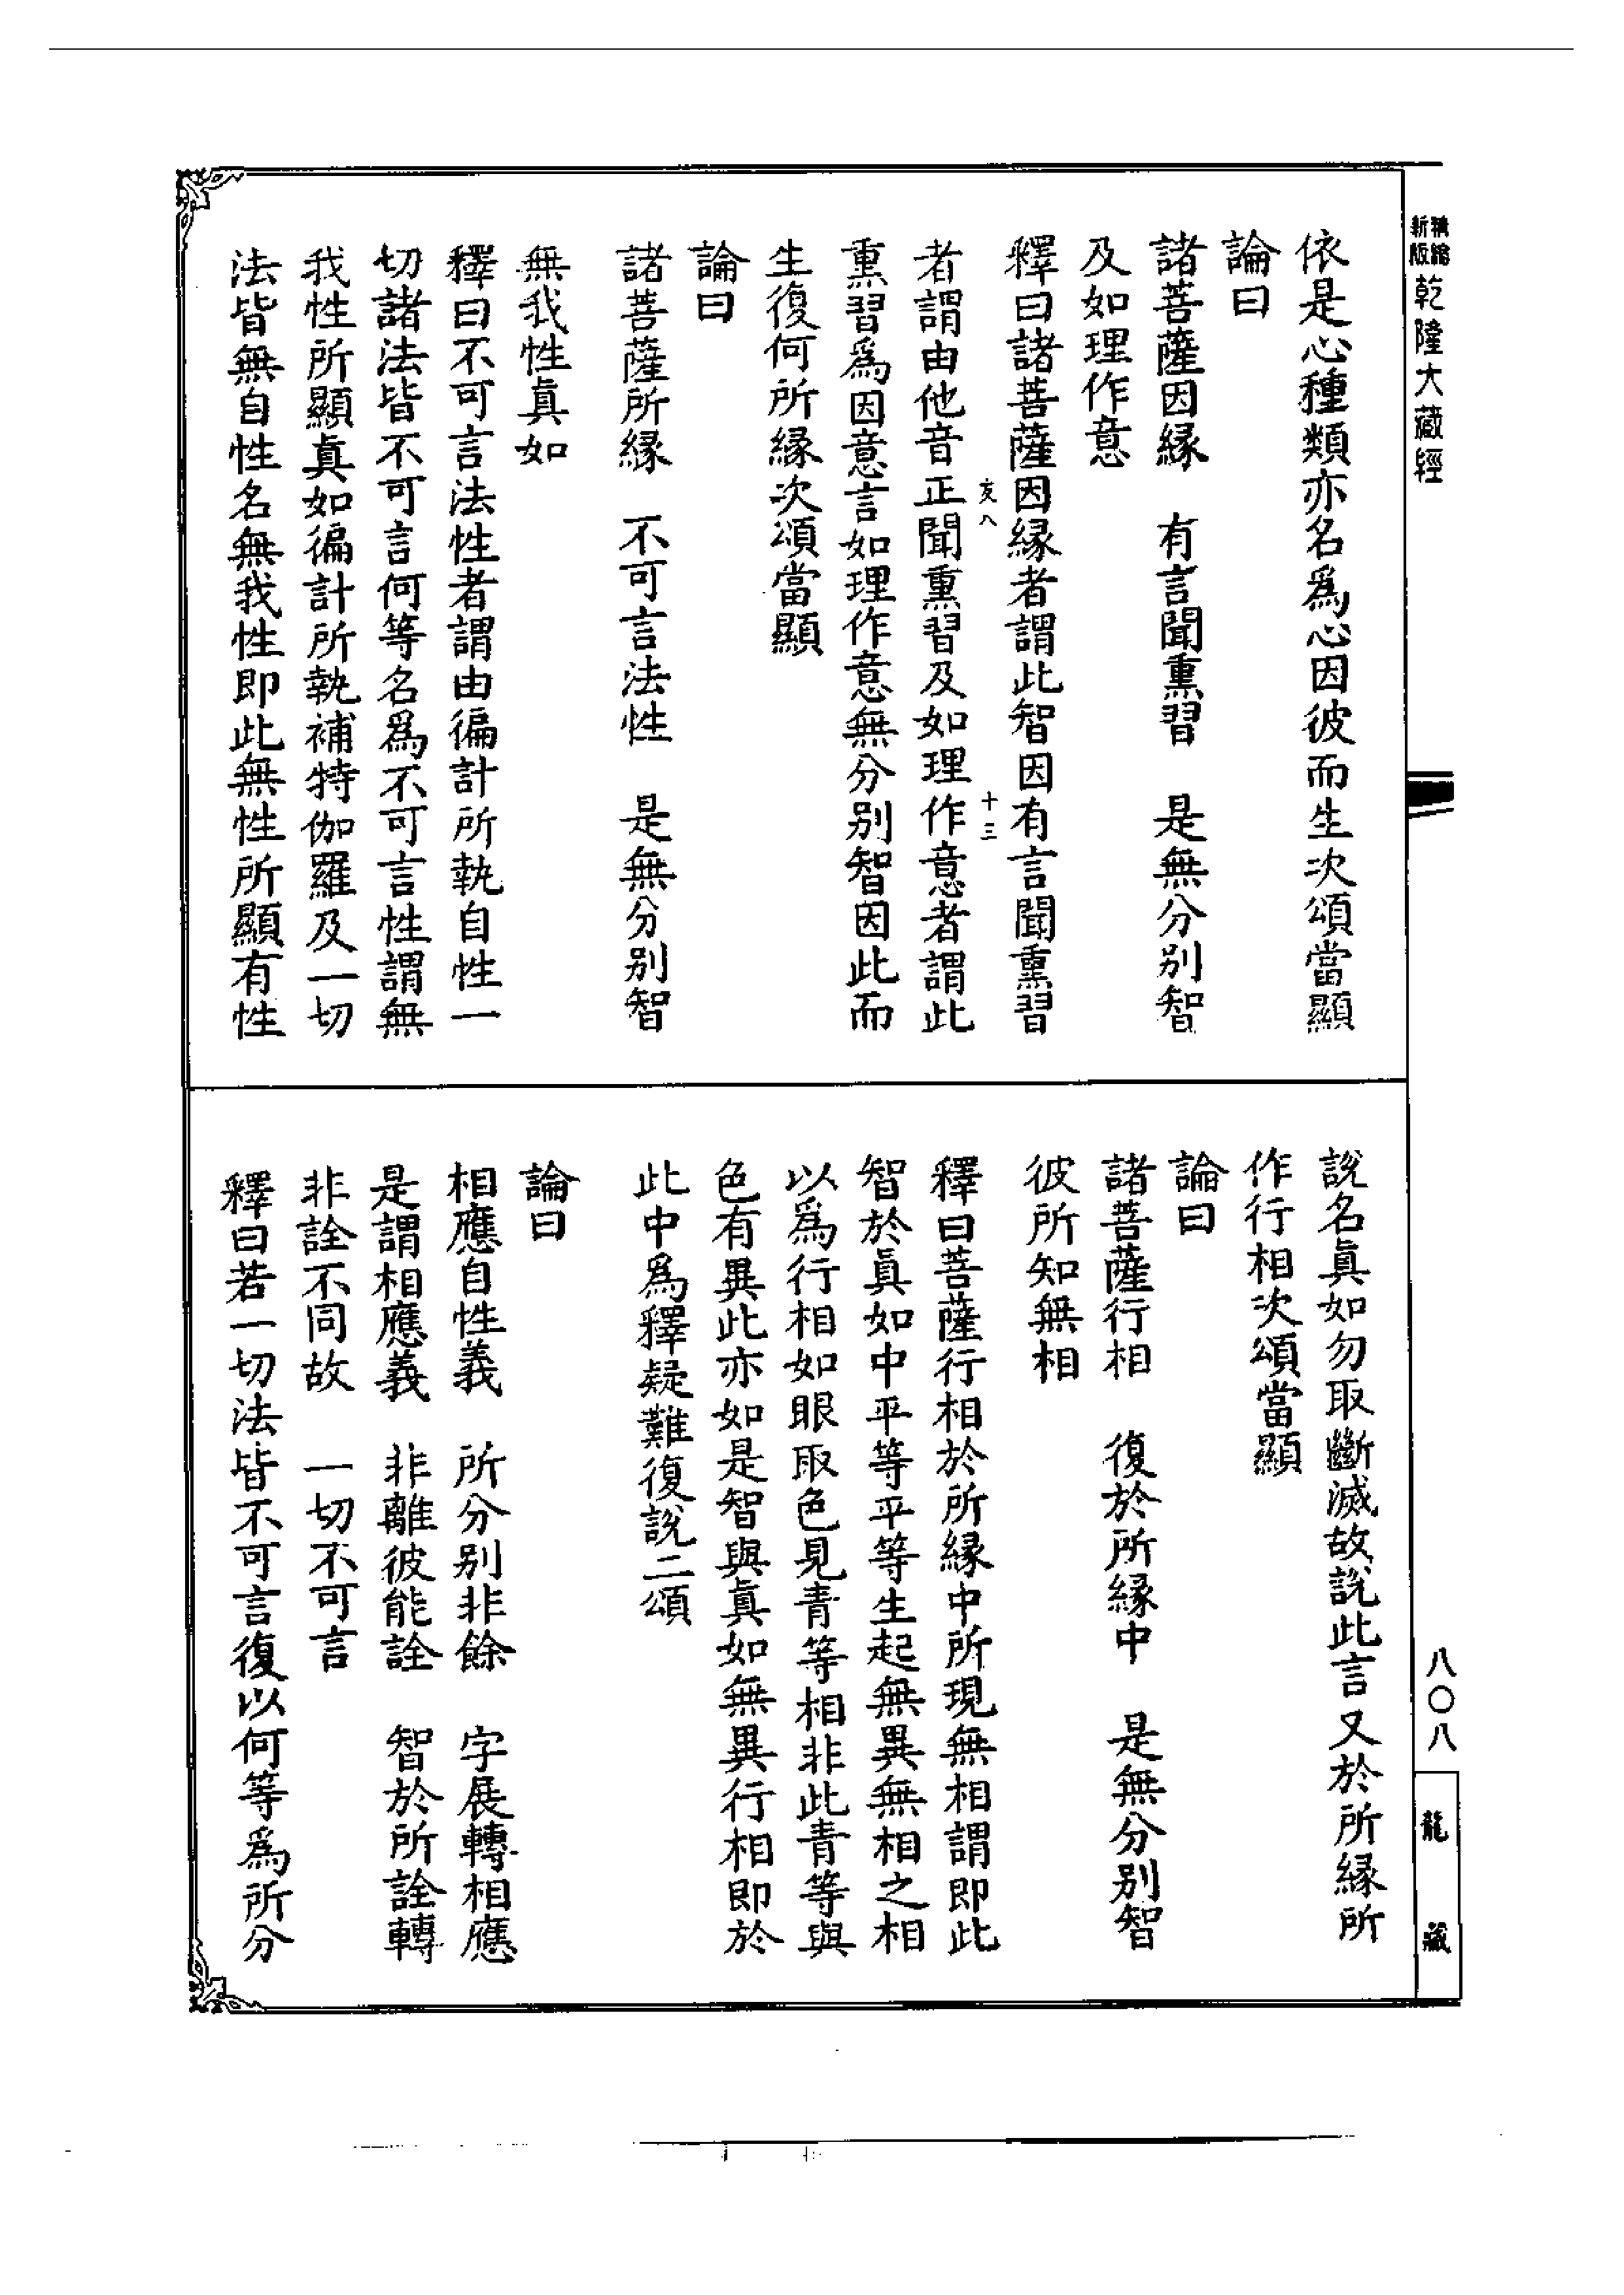 新版 精縮 乾隆大藏經
依是心種類亦名爲心因彼而生次頌當顯
論曰
諸菩薩因緣　有言聞熏習　是無分別智
及如理作意
釋曰諸菩薩因緣者謂此智因有言聞熏習
亥八　十三
者謂由他音正聞熏習及如理作意者謂此
熏習爲因意言如理作意無分別智因此而
生復何所緣次頌當顯
論曰
諸菩薩所緣　不可言法性　是無分別智
無我性真如
釋曰不可言法性者謂由徧計所執自性一
切諸法皆不可言何等名爲不可言性謂無
我性所顯真如徧計所執補特伽羅及一切
法皆無自性名無我性即此無性所顯有性
說名真如勿取斷滅故說此言又於所緣所
作行相次頌當顯
論曰
諸菩薩行相　復於所緣中　是無分別智
彼所知無相
釋曰菩薩行相於所緣中所現無相謂即此
智於真如中平等平等生起無異無相之相
以爲行相如眼取色見青等相非此青等與
色有異此亦如是智與真如無異行相即於
此中爲釋疑難復說二頌
論曰
相應自性義　所分別非餘　字展轉相應
是謂相應義　非離彼能詮　智於所詮轉
非詮不同故　一切不可言
釋曰若一切法皆不可言復以何等爲所分
八〇八
龍藏